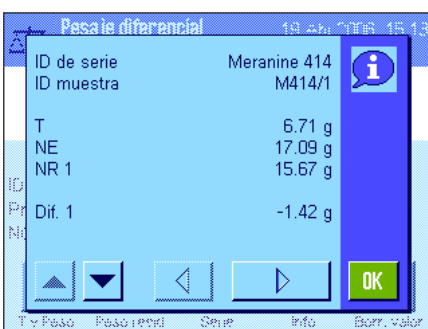 Pesaje diferencial
ID de serie Meranine 414
ID muestra M414/1
T 6.71 g
NE 17.09 g
NR 1 15.67 g
Dif. 1 -1.42 g
OK
T y Peso Peso resid Serie Info Borr. valor